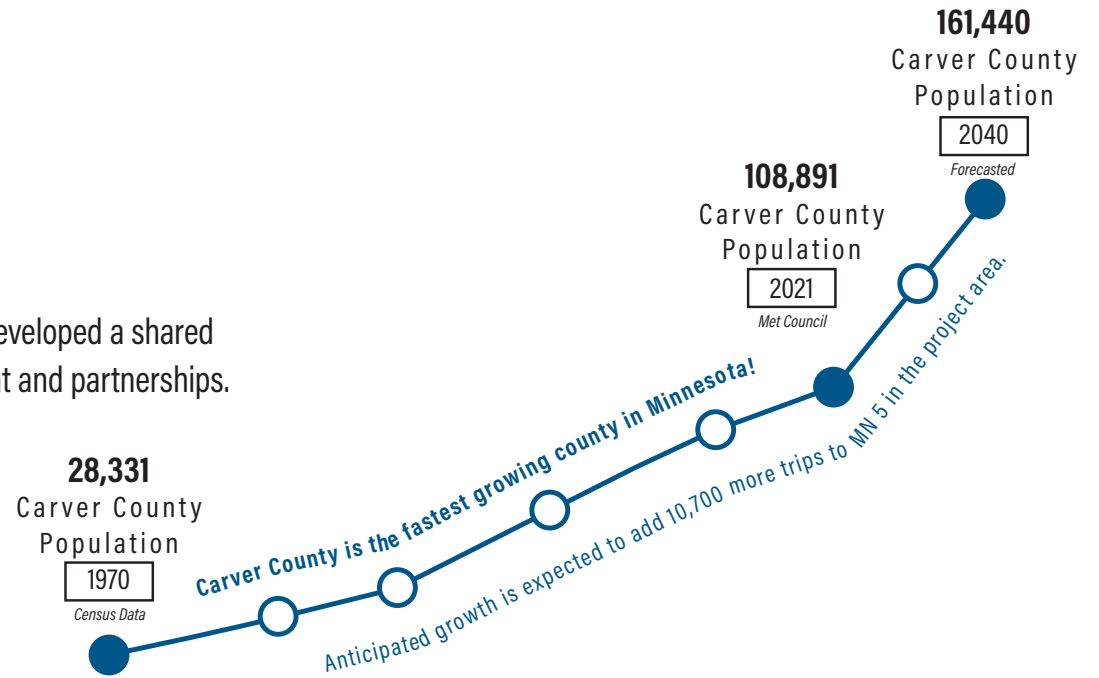 161,440
Carver County
Population
2040
Forecasted
108,891
Carver County
Population
2021
Met Council
developed a shared
and partnerships.
28,331
Carver County
Population
1970
Census Data
Carver County is the fastest growing county in Minnesota!
Anticipated growth is expected to add 10,700 more trips to MN 5 in the project area.